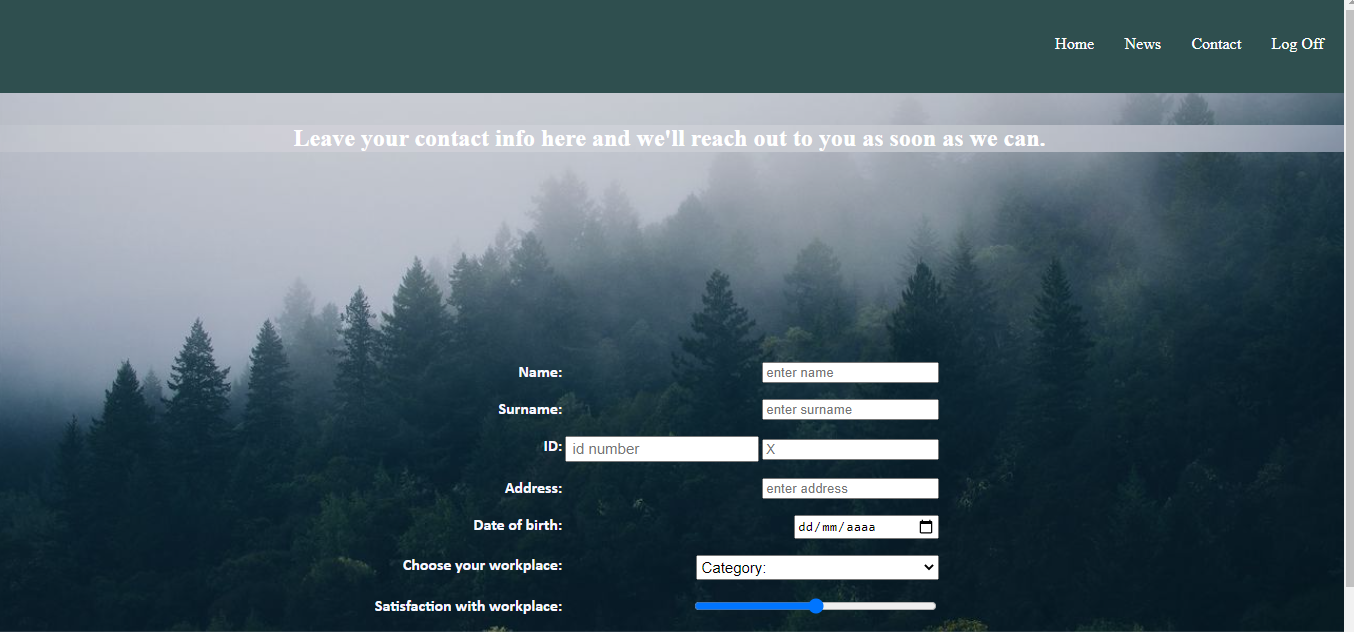 Home News Contact Log Off
Leave your contact info here and we'll reach out to you as soon as we can.
Name: enter name
Surname: enter surname
ID: id number X
Address: enter address
Date of birth: dd/mm/aaaa
Choose your workplace: Category:
Satisfaction with workplace: